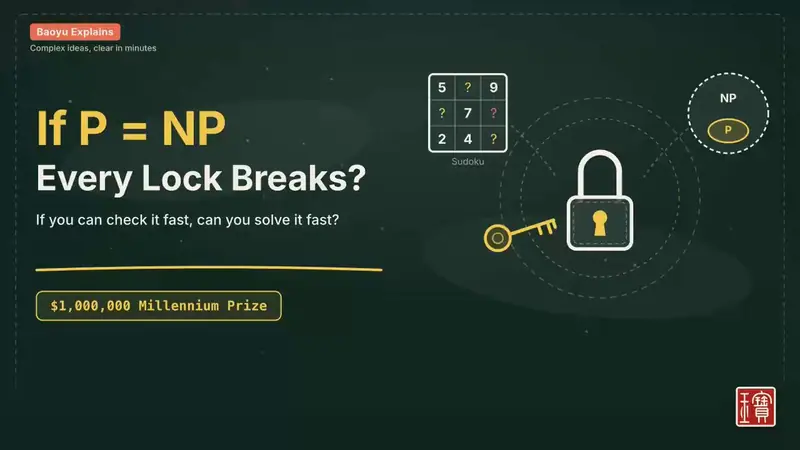 Baoyu Explains
Complex ideas, clear in minutes
If P = NP
Every Lock Breaks?
If you can check it fast, can you solve it fast?
$1,000,000 Millennium Prize
5 ? 9
? 7 ?
2 4 ?
Sudoku
NP
P